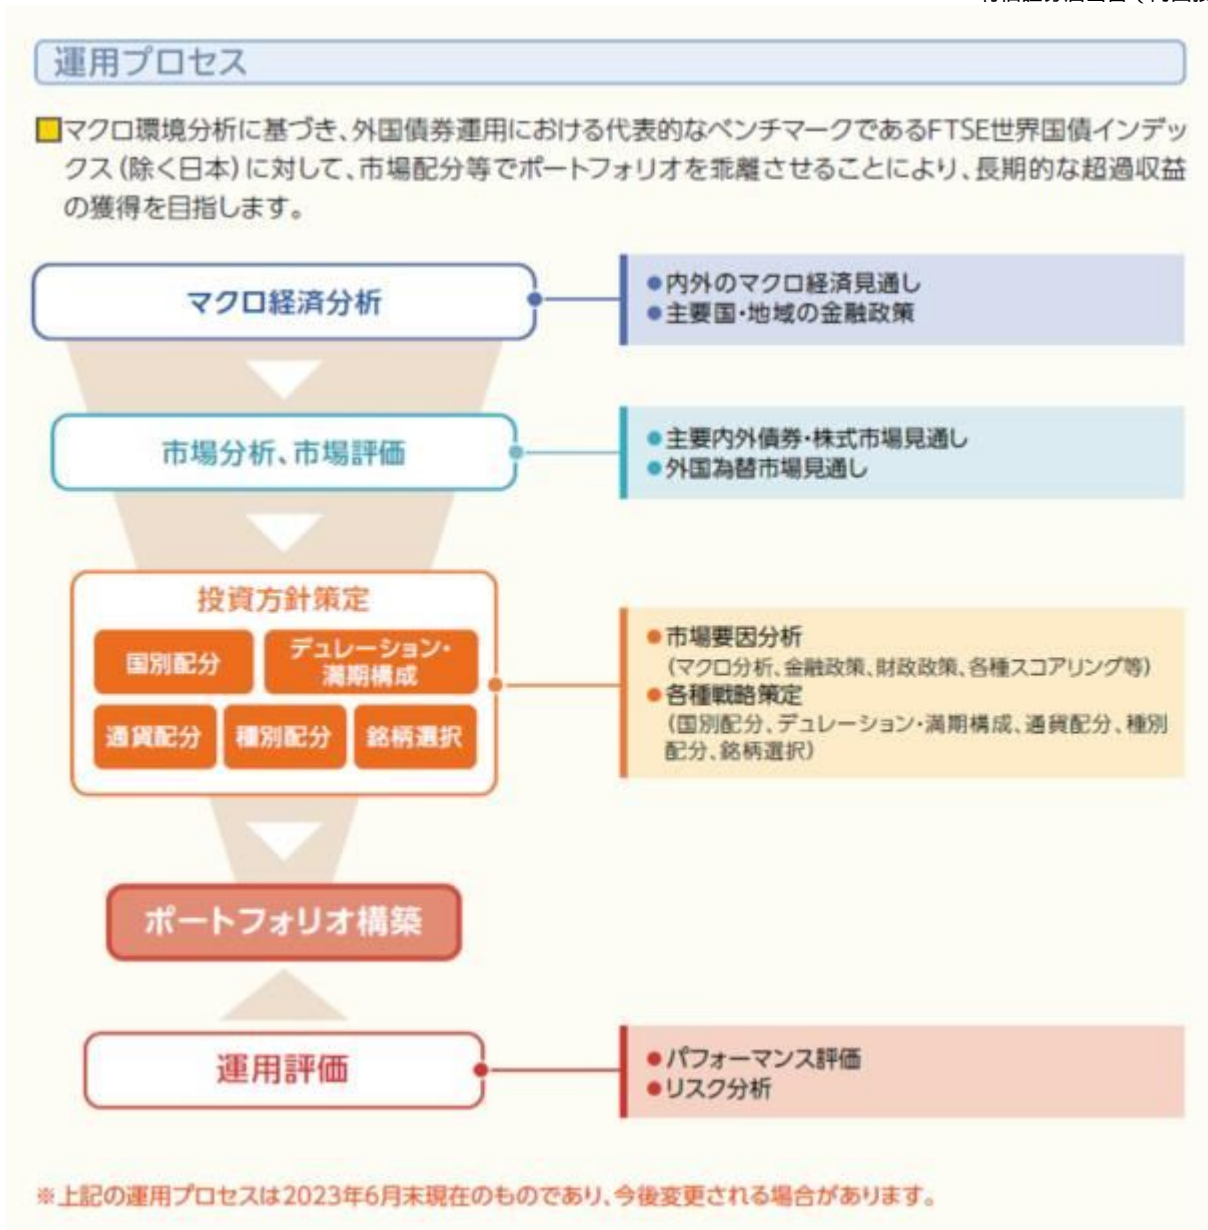 運用プロセス
マクロ環境分析に基づき、外国債券運用における代表的なベンチマークであるFTSE世界国債インデッ
クス(除く日本)に対して、市場配分等でポートフォリオを乖離させることにより、長期的な超過収益
の獲得を目指します。
マクロ経済分析
●内外のマクロ経済見通し
●主要国・地域の金融政策
市場分析、市場評価
●主要内外債券・株式市場見通し
●外国為替市場見通し
投資方針策定
国別配分
デュレーション・
満期構成
通貨配分
種別配分
銘柄選択
●市場要因分析
(マクロ分析、金融政策、財政政策、各種スコアリング等)
●各種戦略策定
(国別配分、デュレーション・満期構成、通貨配分、種別
配分、銘柄選択)
ポートフォリオ構築
運用評価
●パフォーマンス評価
●リスク分析
※上記の運用プロセスは2023年6月末現在のものであり、今後変更される場合があります。